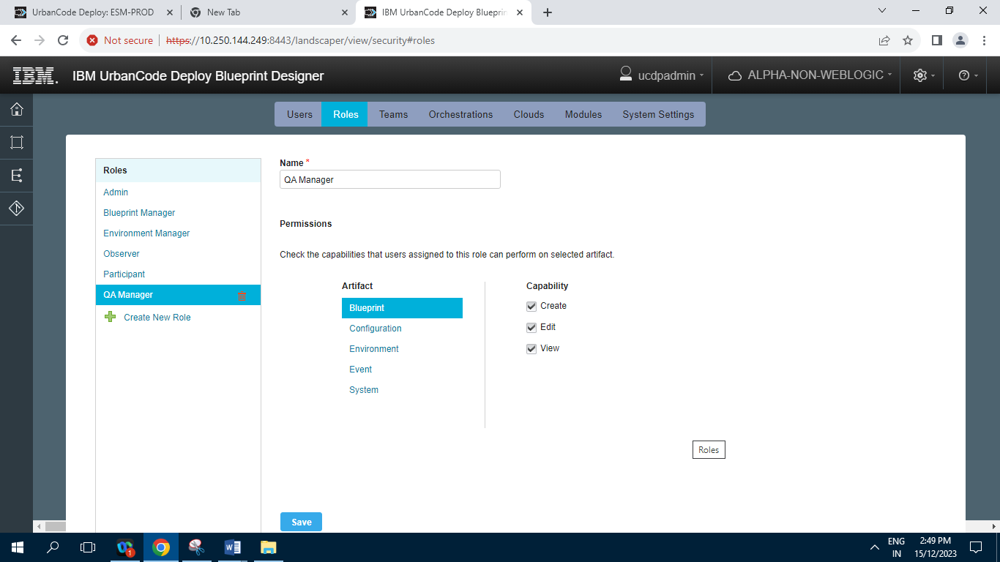 UrbanCode Deploy: ESM-PROD
New Tab
IBM UrbanCode Deploy Blueprin
Not secure
https://10.250.144.249:8443/landscaper/view/security#roles
IBM.
IBM UrbanCode Deploy Blueprint Designer
ucdpadmin
ALPHA-NON-WEBLOGIC
Users
Roles
Teams
Orchestrations
Clouds
Modules
System Settings
Roles
Admin
Blueprint Manager
Environment Manager
Observer
Participant
QA Manager
Create New Role
Name *
QA Manager
Permissions
Check the capabilities that users assigned to this role can perform on selected artifact.
Artifact
Blueprint
Configuration
Environment
Event
System
Capability
Create
Edit
View
Roles
Save
1
ENG
IN
2:49 PM
15/12/2023